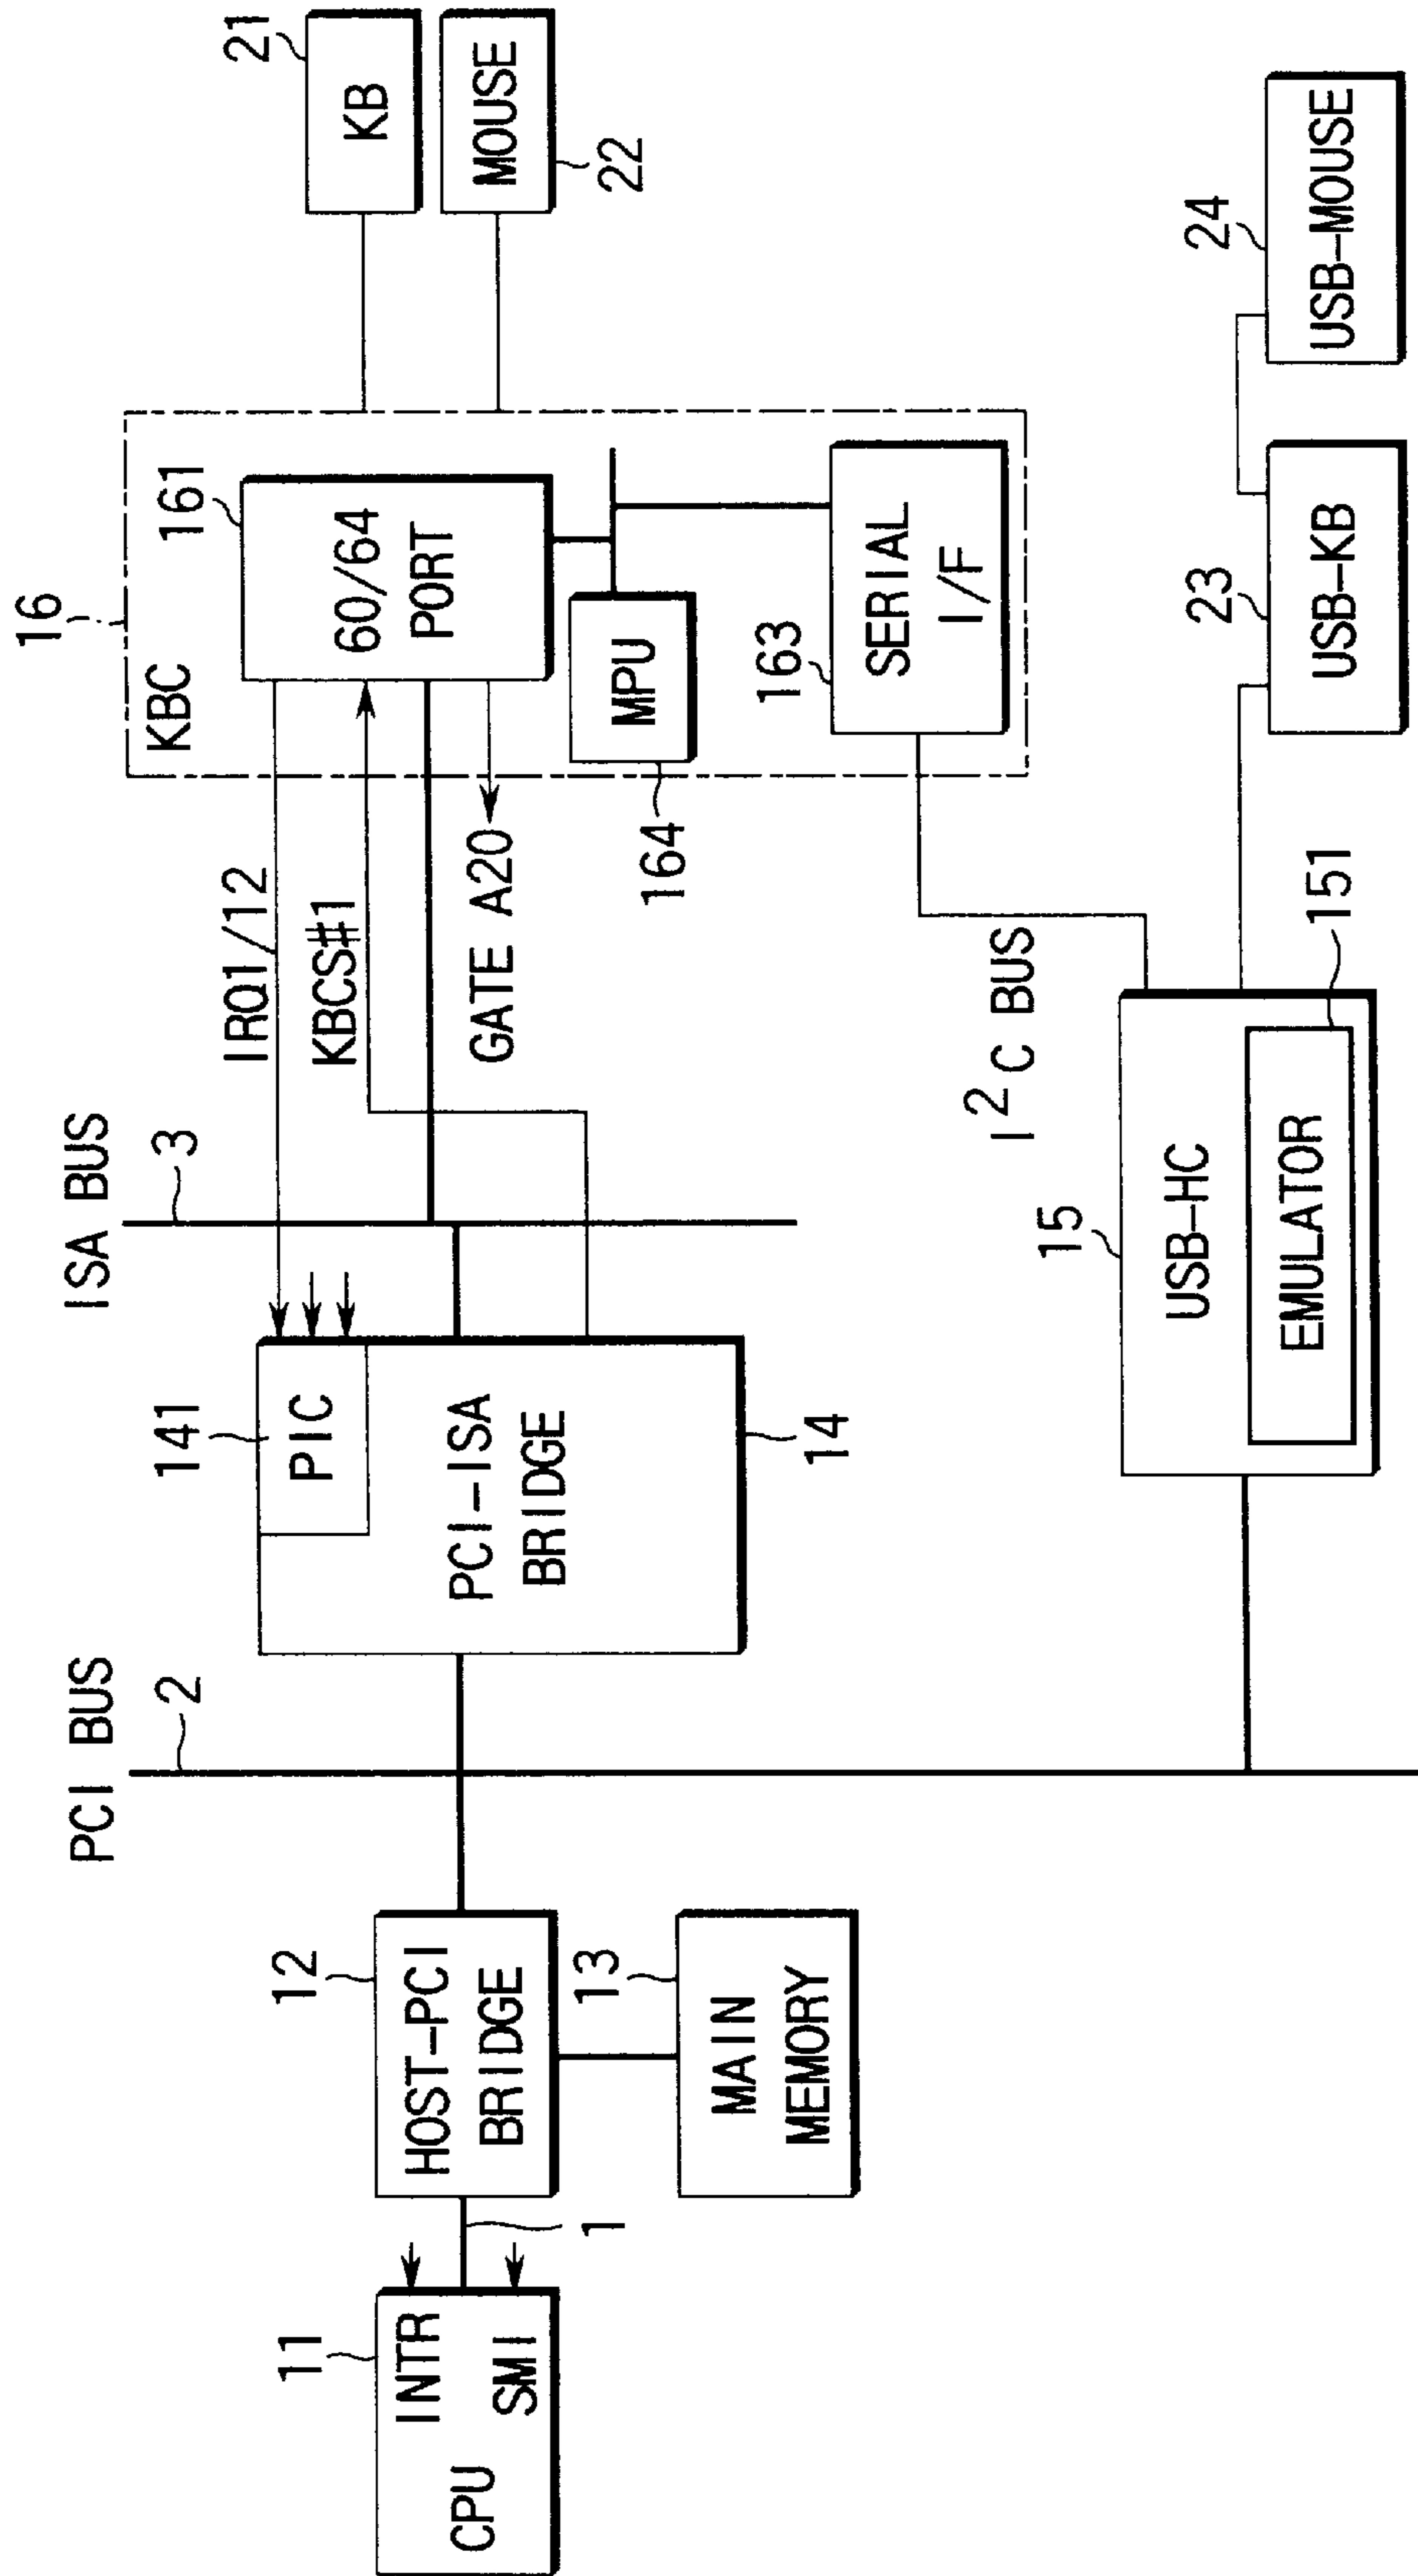 PCI BUS
2
ISA BUS
3
16
KBC
161
60/64
PORT
21
KB
MOUSE
22
IRQ1/12
KBCS#1
GATE A20
MPU
164
163
SERIAL
I/F
11
INTR
CPU
SMI
1
12
HOST-PCI
BRIDGE
13
MAIN
MEMORY
141
PIC
PCI-ISA
BRIDGE
14
I2C BUS
15
USB-HC
EMULATOR
151
23
USB-KB
24
USB-MOUSE